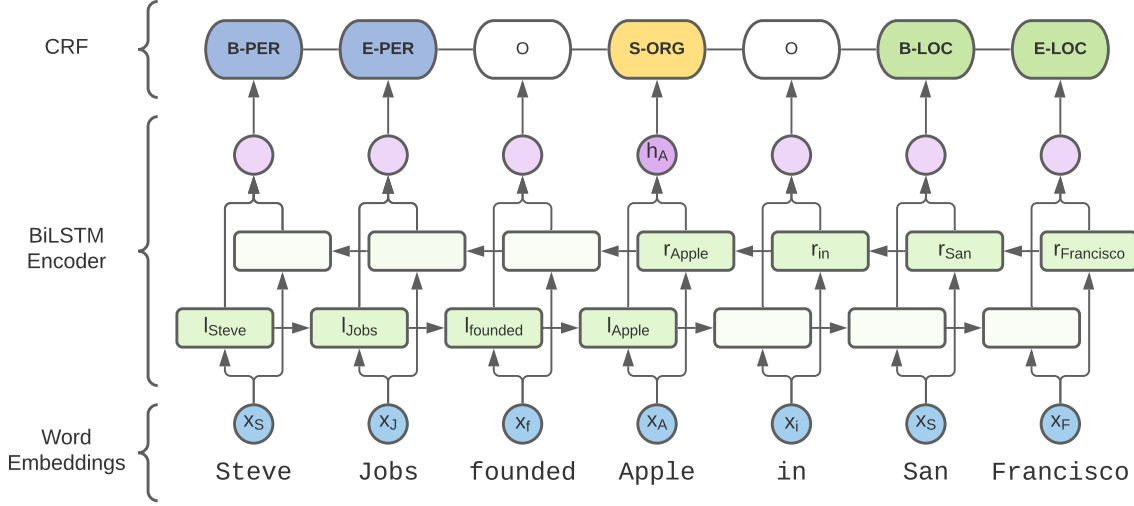 CRF
B-PER E-PER O S-ORG O B-LOC E-LOC
hA
BiLSTM
Encoder
rApple rin rSan rFrancisco
lSteve lJobs lfounded lApple
Word
Embeddings
xS xJ xf xA xi xS xF
Steve Jobs founded Apple in San Francisco